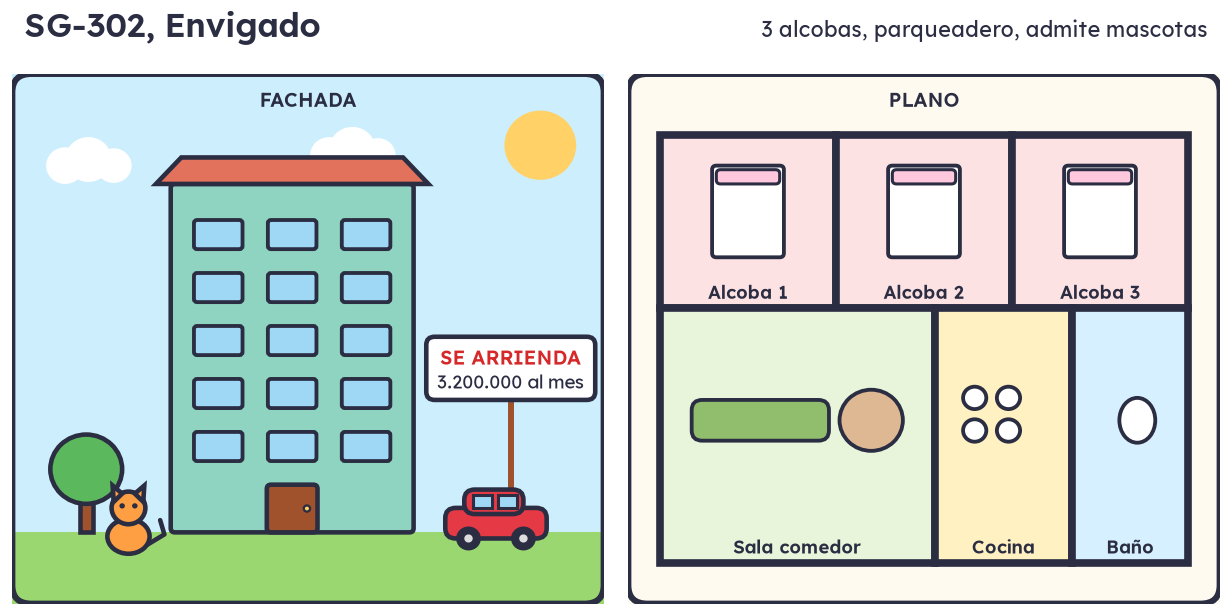 SG-302, Envigado
3 alcobas, parqueadero, admite mascotas
FACHADA
SE ARRIENDA
3.200.000 al mes
PLANO
Alcoba 1
Alcoba 2
Alcoba 3
Sala comedor
Cocina
Baño